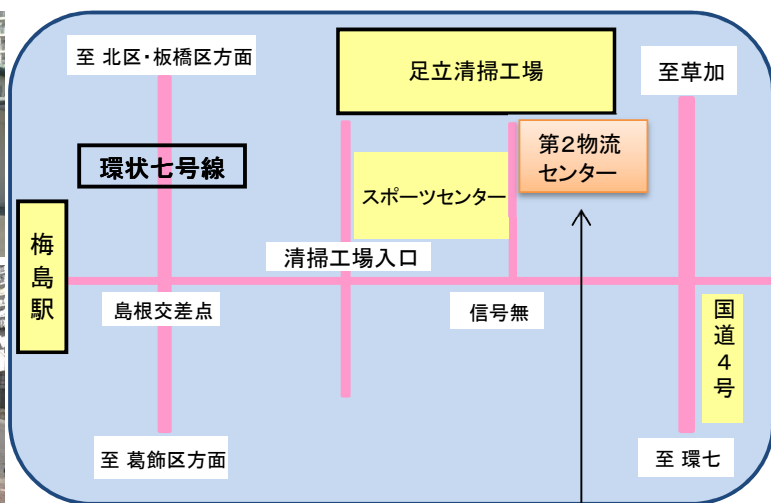 至 北区・板橋区方面
足立清掃工場
至草加
環状七号線
第2物流
センター
スポーツセンター
梅島駅
清掃工場入口
島根交差点
信号無
国道4号
至 葛飾区方面
至 環七